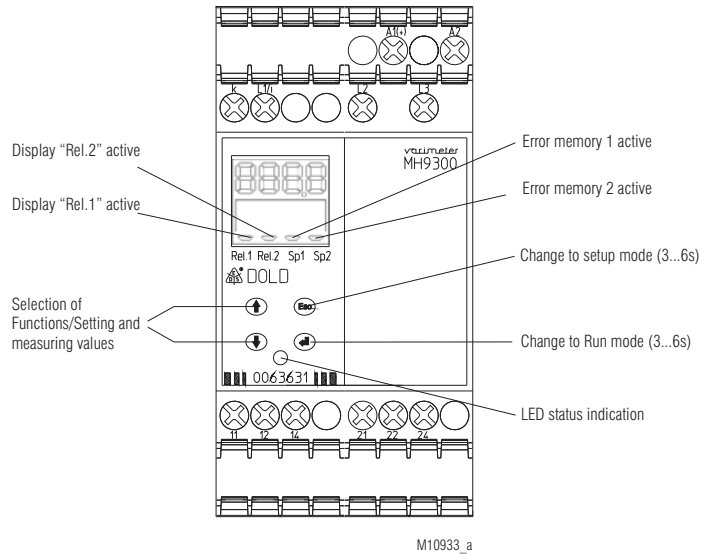 A1(+) A2
k L1/i L2 L3
Display “Rel.2” active
Display “Rel.1” active
Error memory 1 active
Error memory 2 active
varimeter
MH9300
Rel.1 Rel.2 Sp1 Sp2
DOLD
Change to setup mode (3...6s)
Selection of
Functions/Setting and
measuring values
Esc
Change to Run mode (3...6s)
0063631
LED status indication
11 12 14 21 22 24
M10933_a